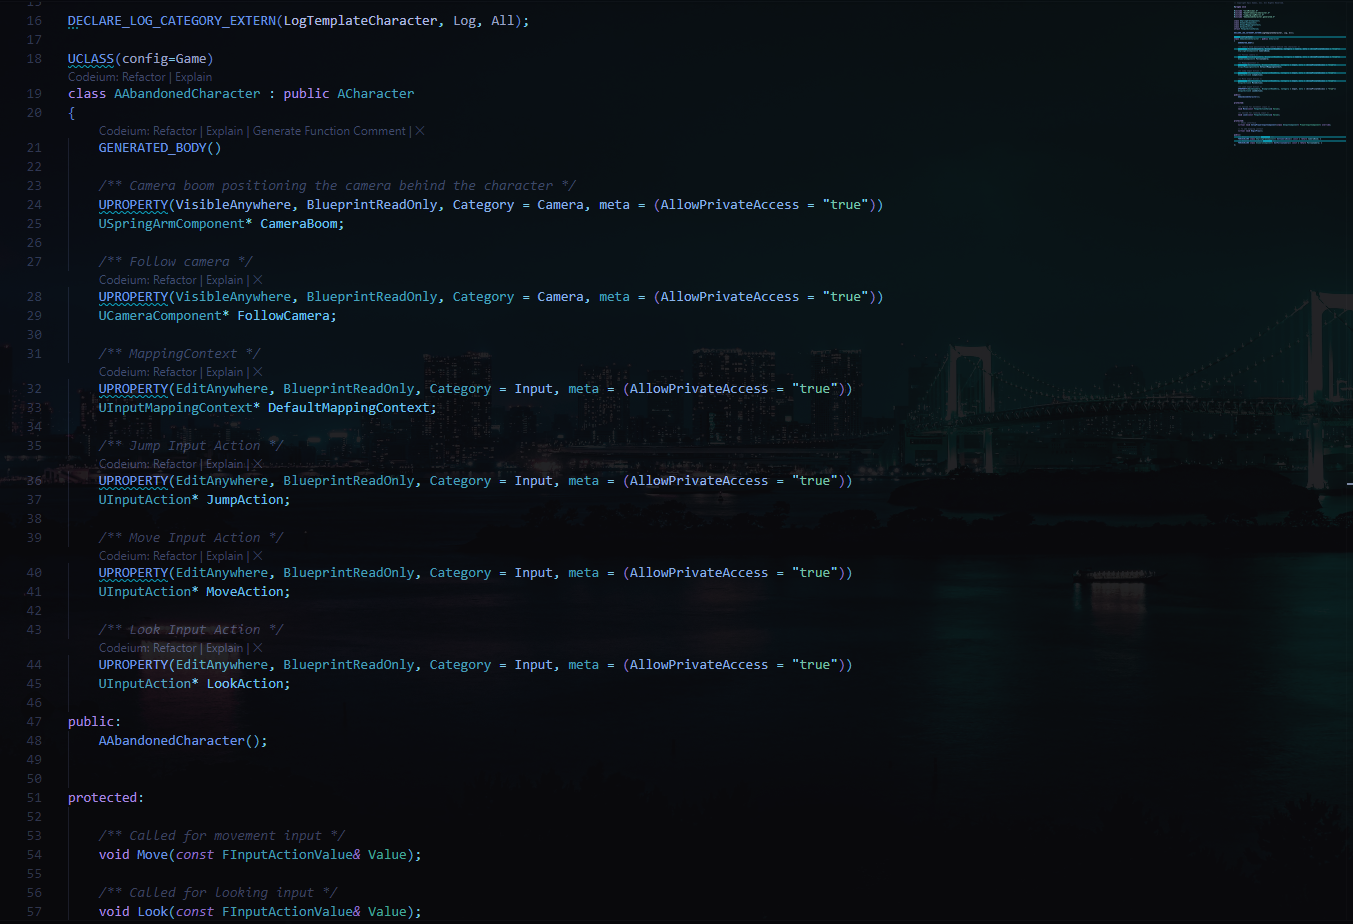 15
16 DECLARE_LOG_CATEGORY_EXTERN(LogTemplateCharacter, Log, All);
17
18 UCLASS(config=Game)
Codeium: Refactor | Explain
19 class AAbandonedCharacter : public ACharacter
20 {
Codeium: Refactor | Explain | Generate Function Comment | ✕
21 GENERATED_BODY()
22
23 /** Camera boom positioning the camera behind the character */
24 UPROPERTY(VisibleAnywhere, BlueprintReadOnly, Category = Camera, meta = (AllowPrivateAccess = "true"))
25 USpringArmComponent* CameraBoom;
26
27 /** Follow camera */
Codeium: Refactor | Explain | ✕
28 UPROPERTY(VisibleAnywhere, BlueprintReadOnly, Category = Camera, meta = (AllowPrivateAccess = "true"))
29 UCameraComponent* FollowCamera;
30
31 /** MappingContext */
Codeium: Refactor | Explain | ✕
32 UPROPERTY(EditAnywhere, BlueprintReadOnly, Category = Input, meta = (AllowPrivateAccess = "true"))
33 UInputMappingContext* DefaultMappingContext;
34
35 /** Jump Input Action */
Codeium: Refactor | Explain | ✕
36 UPROPERTY(EditAnywhere, BlueprintReadOnly, Category = Input, meta = (AllowPrivateAccess = "true"))
37 UInputAction* JumpAction;
38
39 /** Move Input Action */
Codeium: Refactor | Explain | ✕
40 UPROPERTY(EditAnywhere, BlueprintReadOnly, Category = Input, meta = (AllowPrivateAccess = "true"))
41 UInputAction* MoveAction;
42
43 /** Look Input Action */
Codeium: Refactor | Explain | ✕
44 UPROPERTY(EditAnywhere, BlueprintReadOnly, Category = Input, meta = (AllowPrivateAccess = "true"))
45 UInputAction* LookAction;
46
47 public:
48 AAbandonedCharacter();
49
50
51 protected:
52
53 /** Called for movement input */
54 void Move(const FInputActionValue& Value);
55
56 /** Called for looking input */
57 void Look(const FInputActionValue& Value);